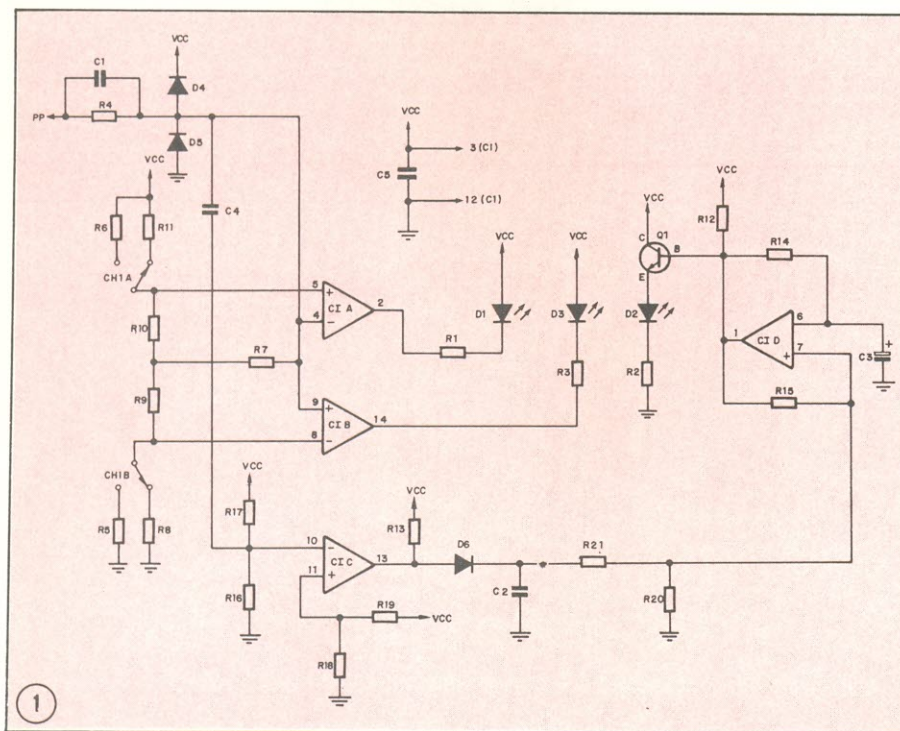 VCC
C1
D4
R4
PP
D5
VCC
R6
R11
C4
CH1A
VCC
C5
3 (C1)
12 (C1)
R10
R7
R9
CH1B
R5
R8
5
4
+
-
CI A
2
R1
VCC
D1
9
8
+
-
CI B
14
VCC
D3
R3
VCC
C
Q1
B
E
D2
R2
VCC
R12
R14
1
CI D
6
7
-
+
C3
+
R15
VCC
R17
R16
10
11
-
+
CI C
13
VCC
R13
D6
C2
R21
R20
R19
VCC
R18
1